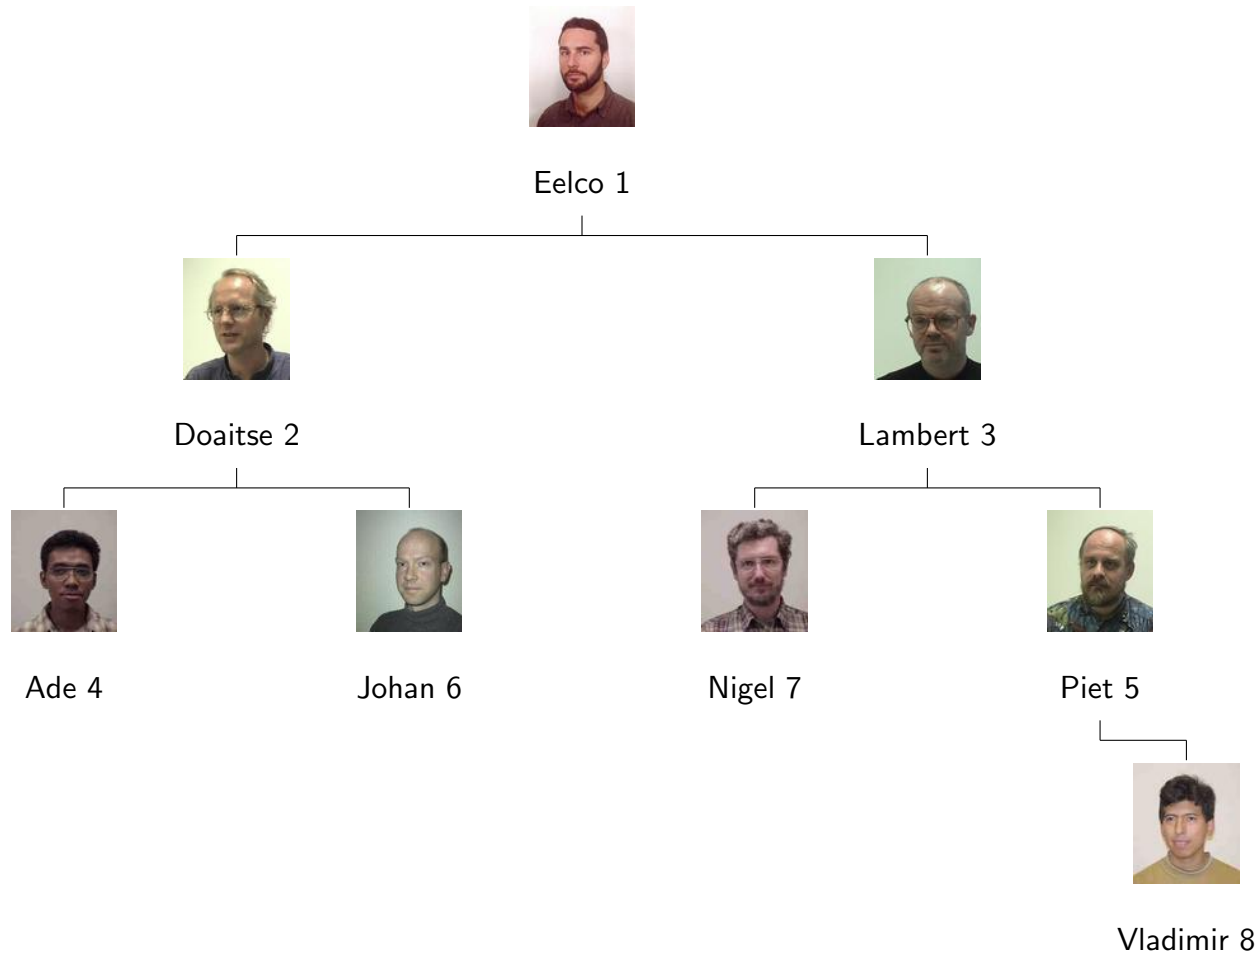 Eelco 1
Doaitse 2
Lambert 3
Ade 4
Johan 6
Nigel 7
Piet 5
Vladimir 8